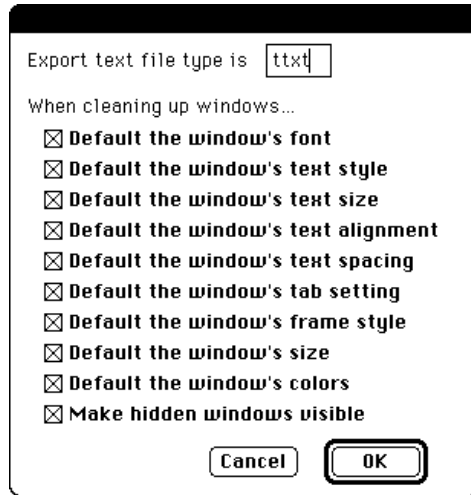 Export text file type is ttxt
When cleaning up windows...
Default the window's font
Default the window's text style
Default the window's text size
Default the window's text alignment
Default the window's text spacing
Default the window's tab setting
Default the window's frame style
Default the window's size
Default the window's colors
Make hidden windows visible
Cancel OK